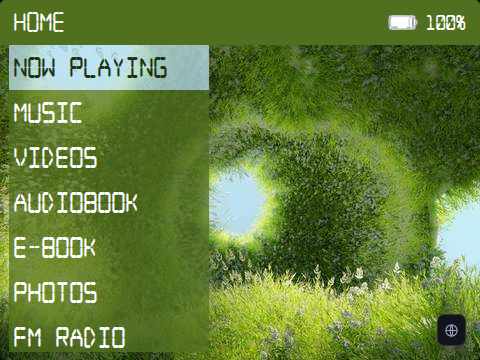 HOME
100%
NOW PLAYING
MUSIC
VIDEOS
AUDIOBOOK
E-BOOK
PHOTOS
FM RADIO